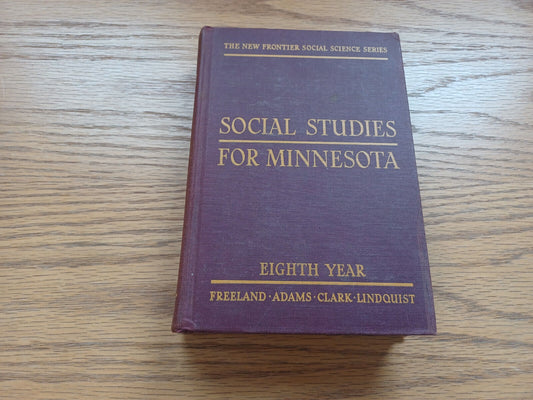 THE NEW FRONTIER SOCIAL SCIENCE SERIES
SOCIAL STUDIES
FOR MINNESOTA
EIGHTH YEAR
FREELAND · ADAMS · CLARK · LINDQUIST